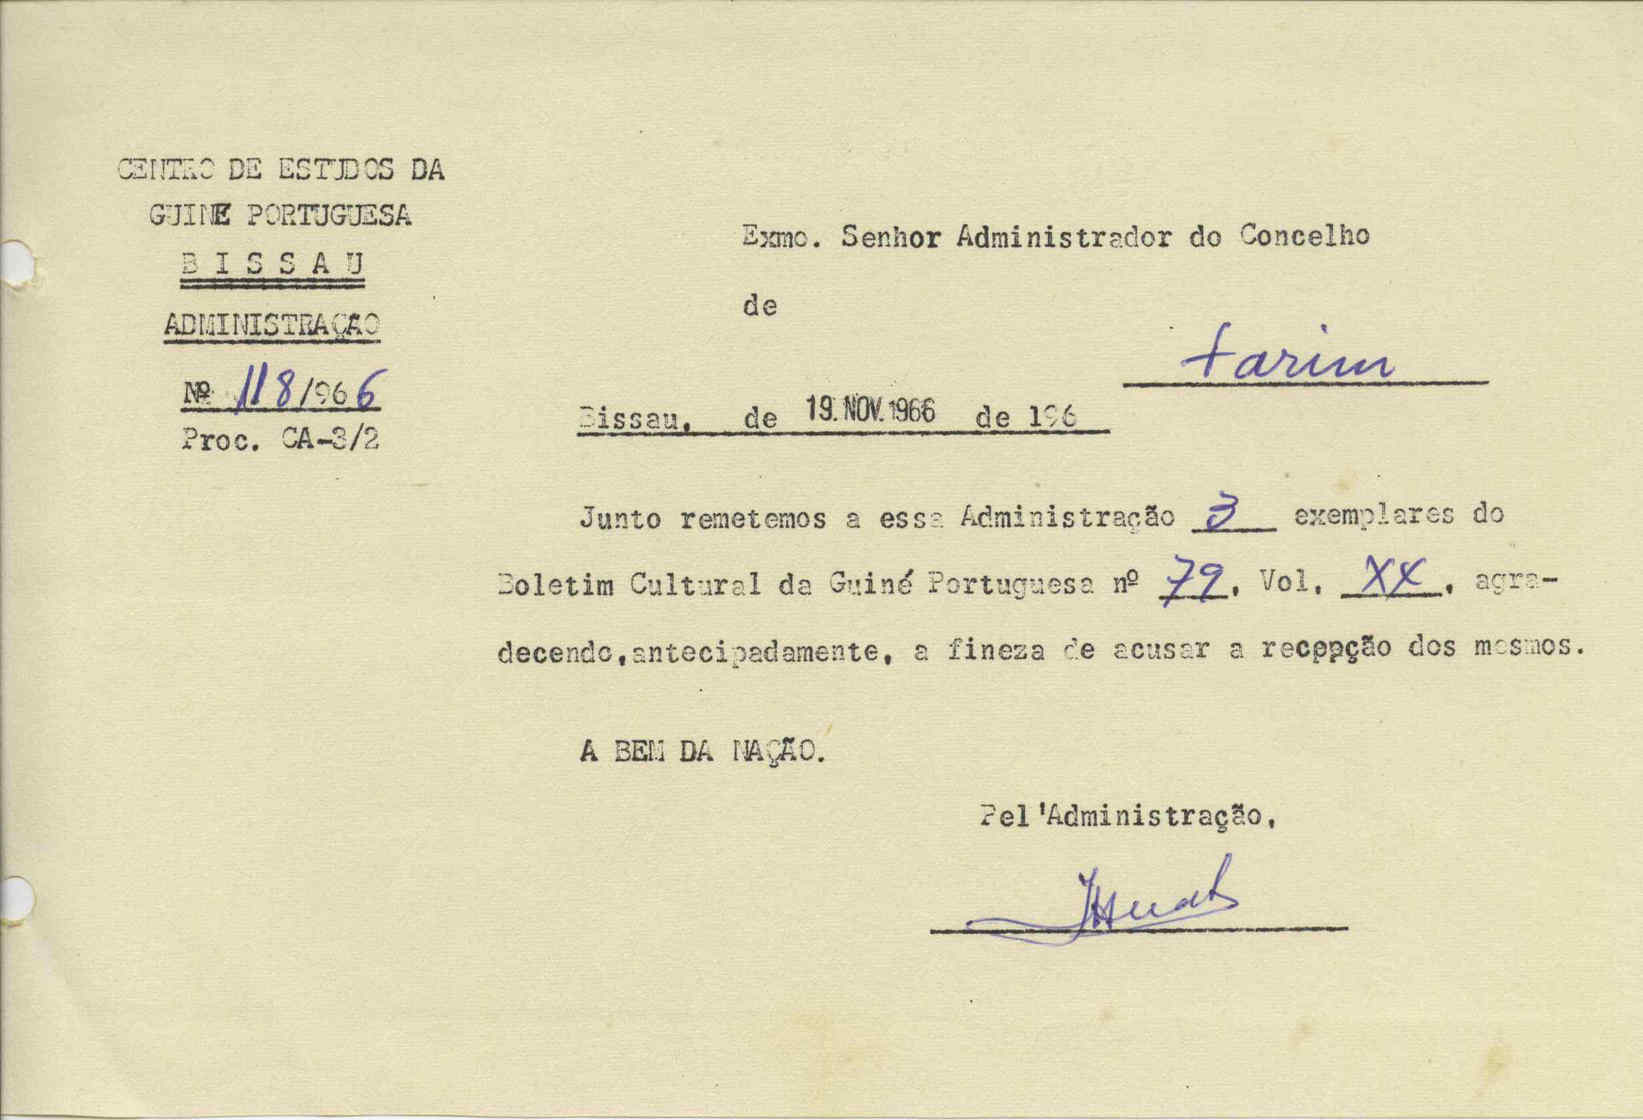 CENTRO DE ESTUDOS DA
GUINE PORTUGUESA
B I S S A U
ADMINISTRAÇÃO
Nº 118/966
Proc. CA-3/2
Exmo. Senhor Administrador do Concelho
de
Farim
Bissau, de 19.NOV.1966 de 196
Junto remetemos a essa Administração 3 exemplares do
Boletim Cultural da Guiné Portuguesa nº 79, Vol. XX, agra-
decendo,antecipadamente, a fineza de acusar a recppção dos mesmos.
A BEM DA NAÇÃO.
Pel'Administração,